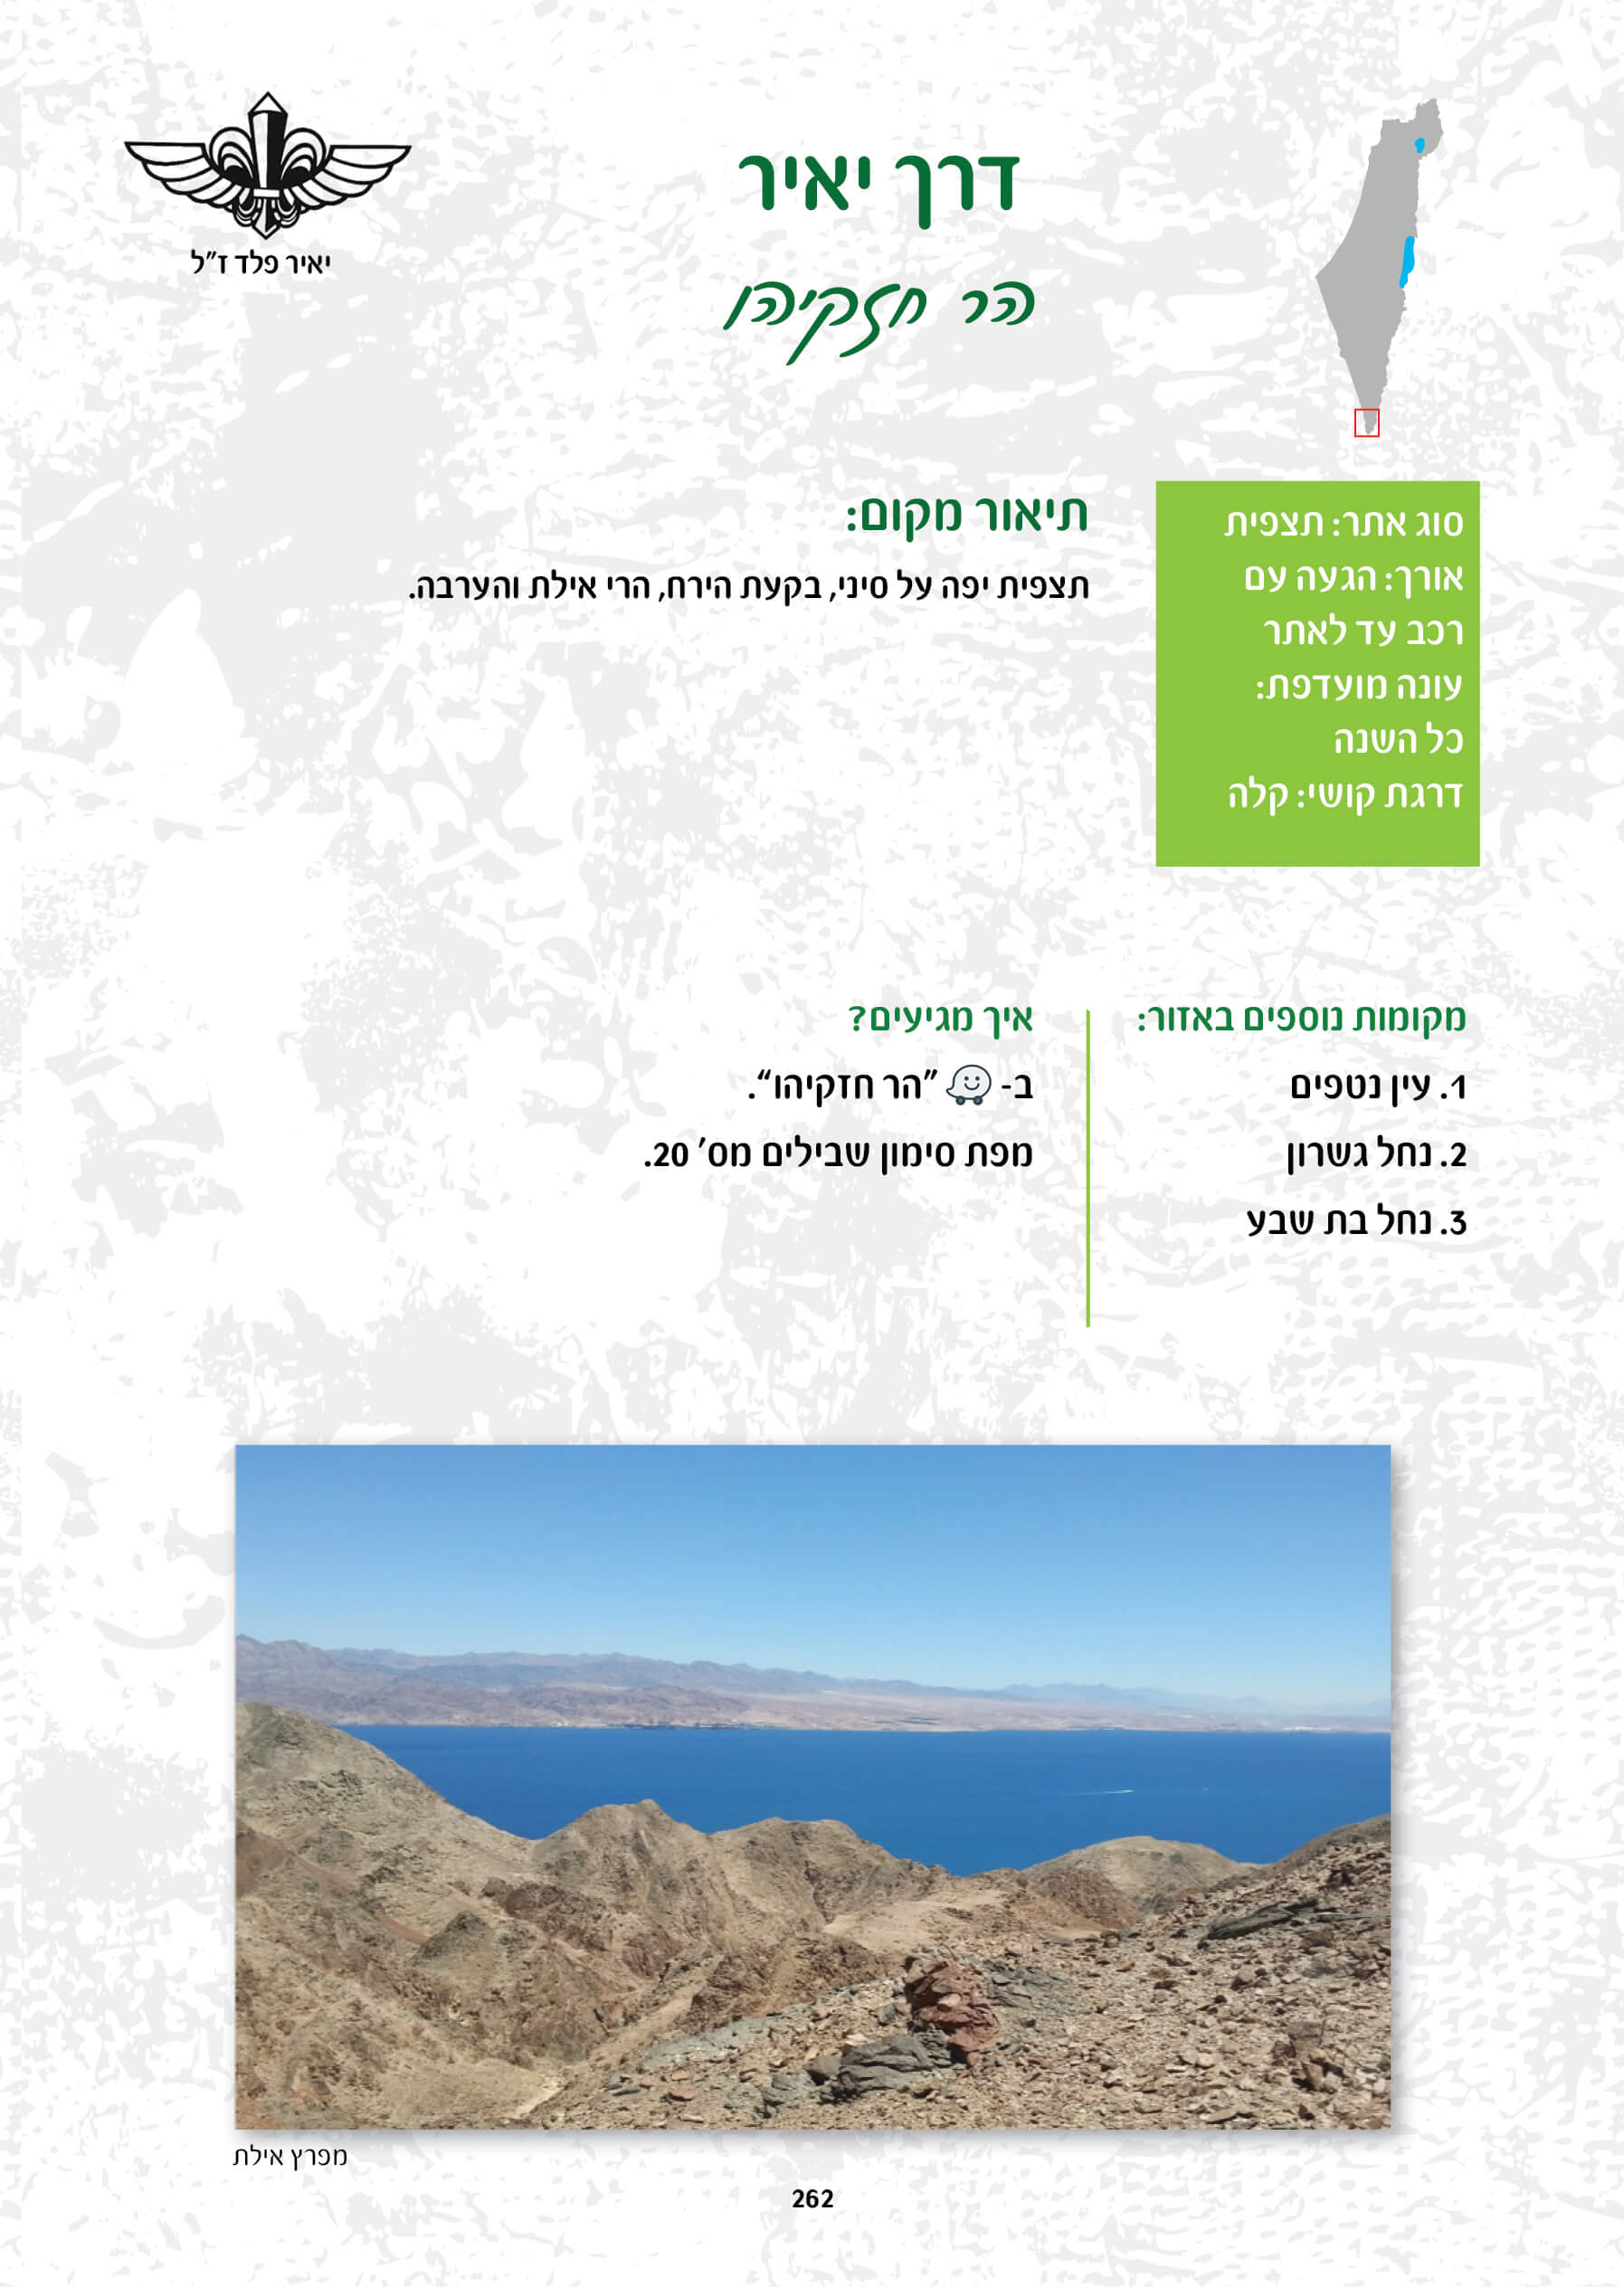 יאיר פלד ז"ל
דרך יאיר
הר חזקיהו
סוג אתר: תצפית
אורך: הגעה עם
רכב עד לאתר
עונה מועדפת:
כל השנה
דרגת קושי: קלה
תיאור מקום:
תצפית יפה על סיני, בקעת הירח, הרי אילת והערבה.
מקומות נוספים באזור:
1. עין נטפים
2. נחל גשרון
3. נחל בת שבע
איך מגיעים?
ב- "הר חזקיהו".
מפת סימון שבילים מס' 20.
מפרץ אילת
262